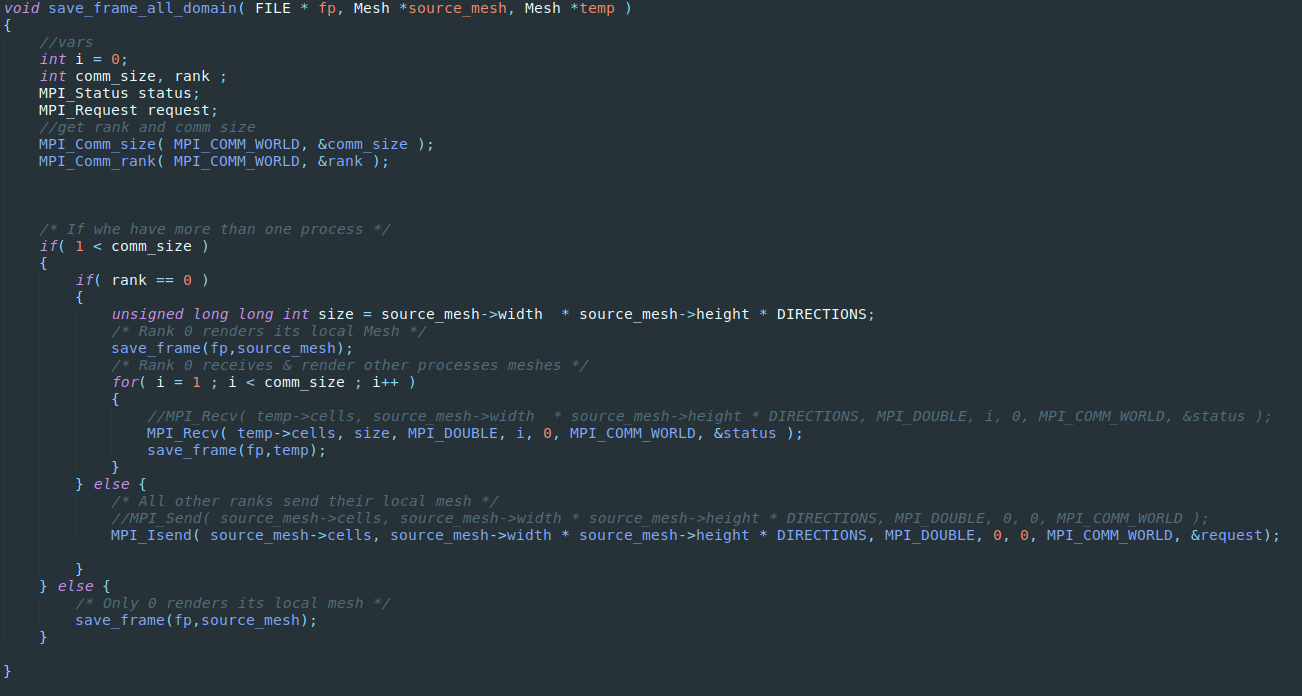 void save_frame_all_domain( FILE * fp, Mesh *source_mesh, Mesh *temp )
{
    //vars
    int i = 0;
    int comm_size, rank ;
    MPI_Status status;
    MPI_Request request;
    //get rank and comm size
    MPI_Comm_size( MPI_COMM_WORLD, &comm_size );
    MPI_Comm_rank( MPI_COMM_WORLD, &rank );

    /* If whe have more than one process */
    if( 1 < comm_size )
    {
        if( rank == 0 )
        {
            unsigned long long int size = source_mesh->width  * source_mesh->height * DIRECTIONS;
            /* Rank 0 renders its local Mesh */
            save_frame(fp,source_mesh);
            /* Rank 0 receives & render other processes meshes */
            for( i = 1 ; i < comm_size ; i++ )
            {
                //MPI_Recv( temp->cells, source_mesh->width  * source_mesh->height * DIRECTIONS, MPI_DOUBLE, i, 0, MPI_COMM_WORLD, &status );
                MPI_Recv( temp->cells, size, MPI_DOUBLE, i, 0, MPI_COMM_WORLD, &status );
                save_frame(fp,temp);
            }
        } else {
            /* All other ranks send their local mesh */
            //MPI_Send( source_mesh->cells, source_mesh->width * source_mesh->height * DIRECTIONS, MPI_DOUBLE, 0, 0, MPI_COMM_WORLD );
            MPI_Isend( source_mesh->cells, source_mesh->width * source_mesh->height * DIRECTIONS, MPI_DOUBLE, 0, 0, MPI_COMM_WORLD, &request);

        }
    } else {
        /* Only 0 renders its local mesh */
        save_frame(fp,source_mesh);
    }

}